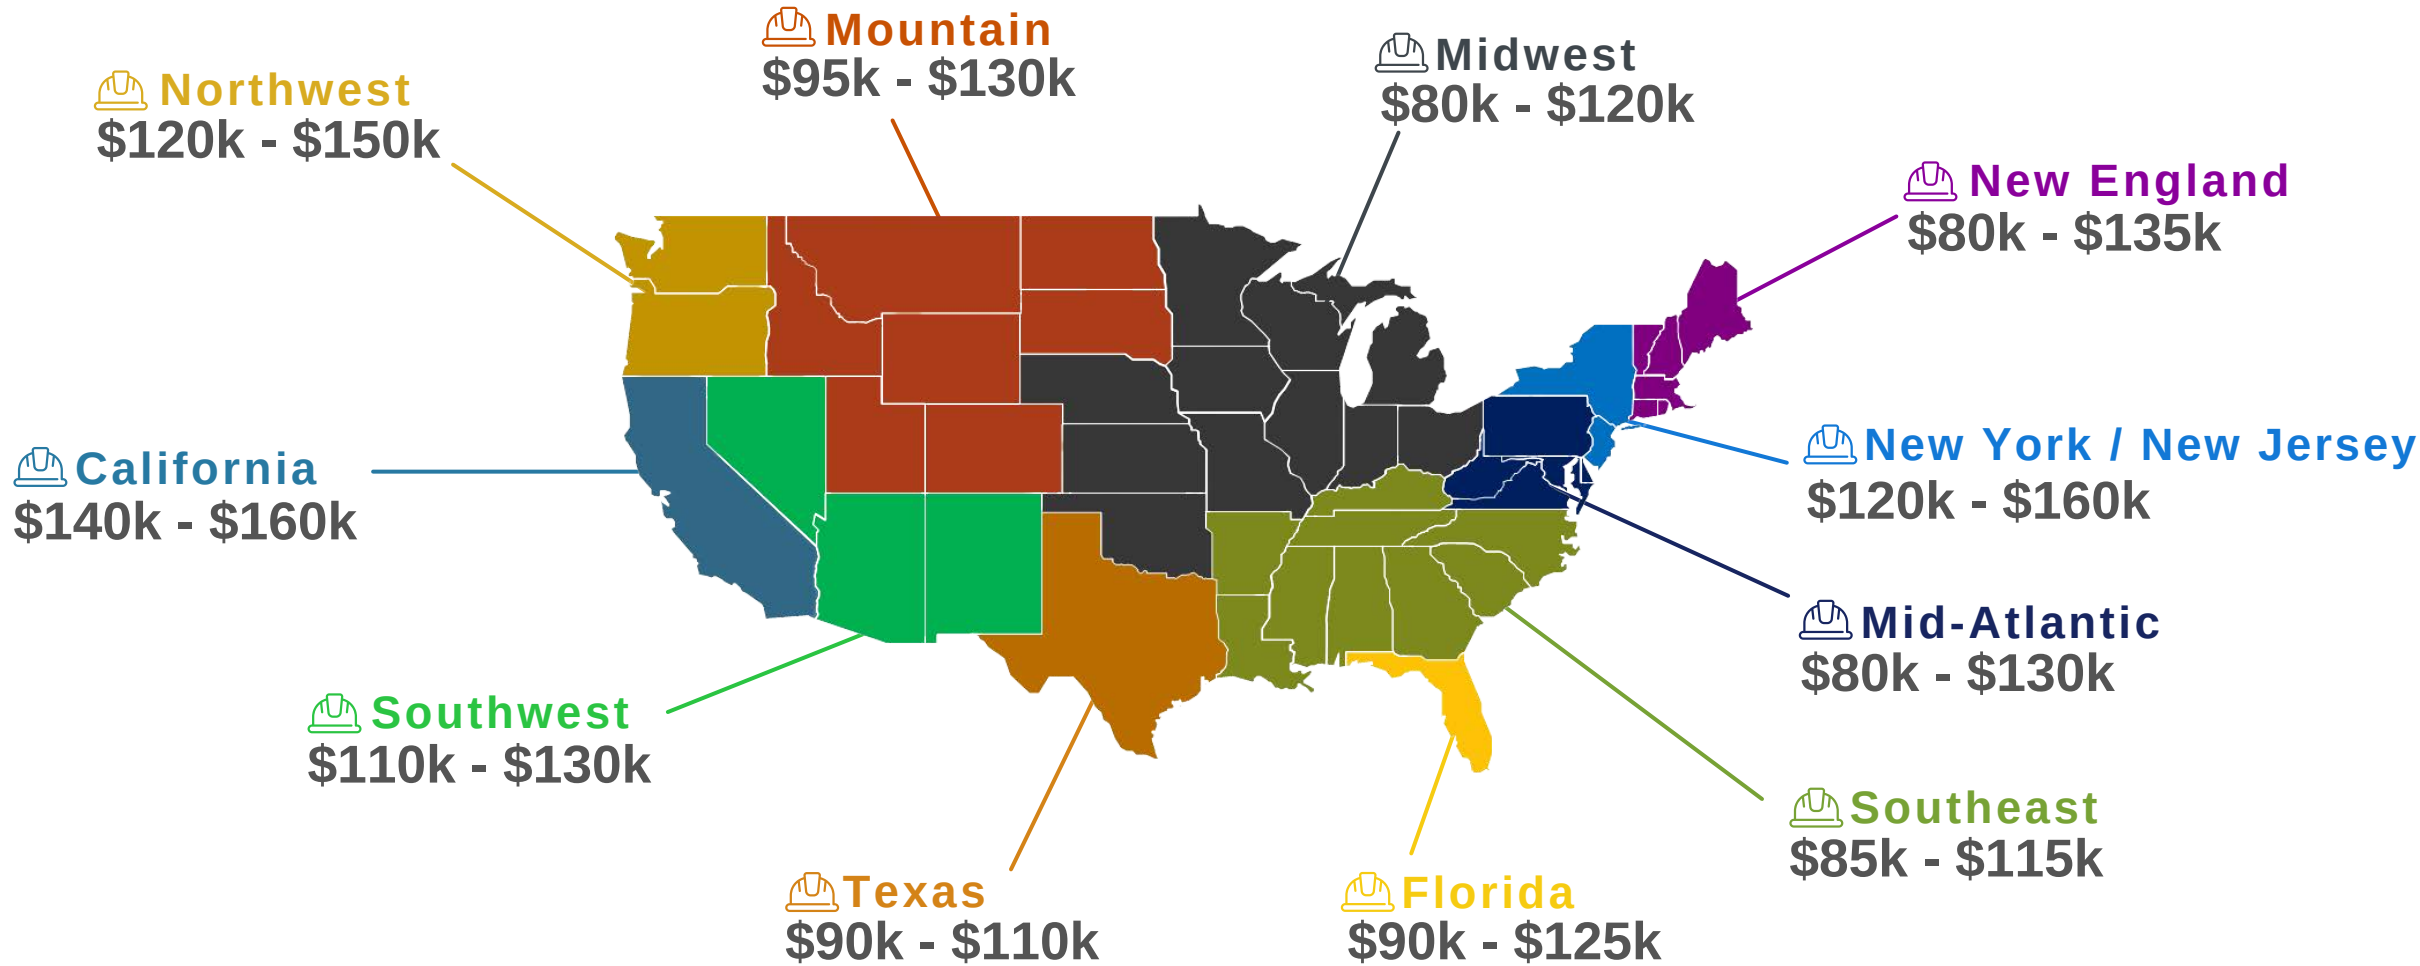 Mountain
$95k - $130k
Midwest
$80k - $120k
Northwest
$120k - $150k
New England
$80k - $135k
California
$140k - $160k
New York / New Jersey
$120k - $160k
Mid-Atlantic
$80k - $130k
Southwest
$110k - $130k
Southeast
$85k - $115k
Texas
$90k - $110k
Florida
$90k - $125k